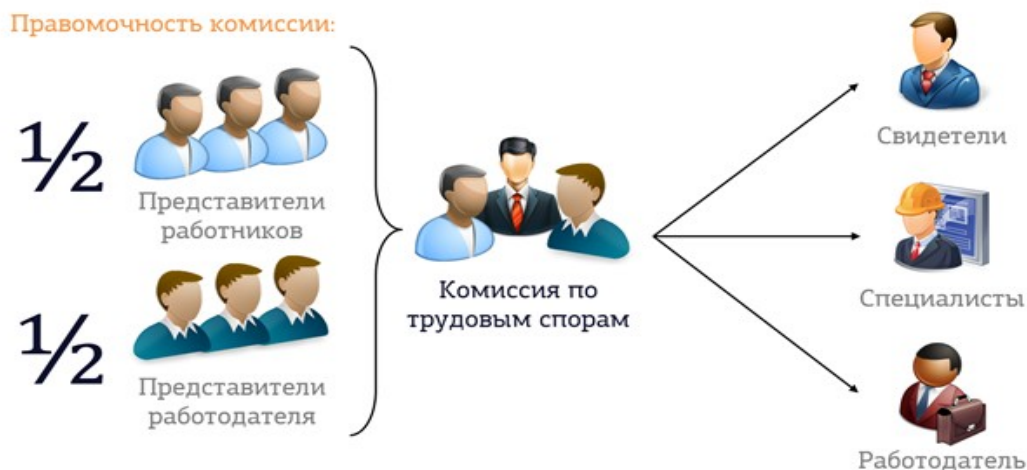 Правомочность комиссии:
½
Представители
работников
½
Представители
работодателя
Комиссия по
трудовым спорам
Свидетели
Специалисты
Работодатель